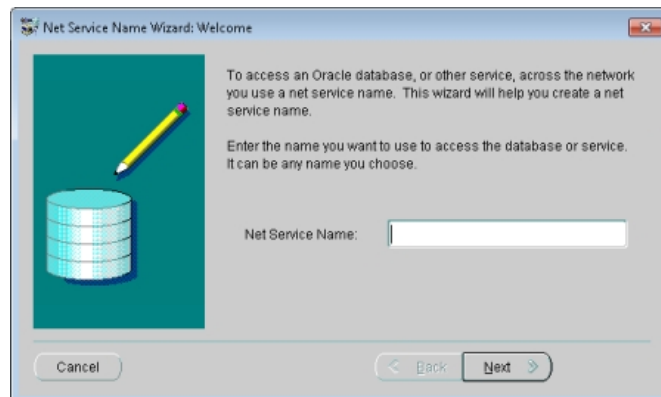 Net Service Name Wizard: Welcome
To access an Oracle database, or other service, across the network
you use a net service name. This wizard will help you create a net
service name.
Enter the name you want to use to access the database or service.
It can be any name you choose.
Net Service Name:
Cancel
Back
Next